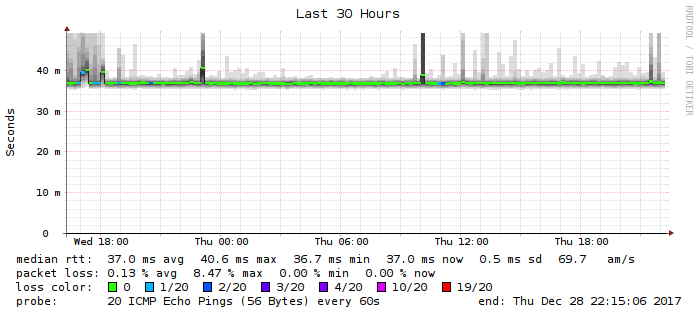 Last 30 Hours
RRDTOOL / TOBI OETIKER
Seconds
40 m
30 m
20 m
10 m
0
Wed 18:00 Thu 00:00 Thu 06:00 Thu 12:00 Thu 18:00
median rtt: 37.0 ms avg 40.6 ms max 36.7 ms min 37.0 ms now 0.5 ms sd 69.7 am/s
packet loss: 0.13 % avg 8.47 % max 0.00 % min 0.00 % now
loss color: 0 1/20 2/20 3/20 4/20 10/20 19/20
probe: 20 ICMP Echo Pings (56 Bytes) every 60s end: Thu Dec 28 22:15:06 2017